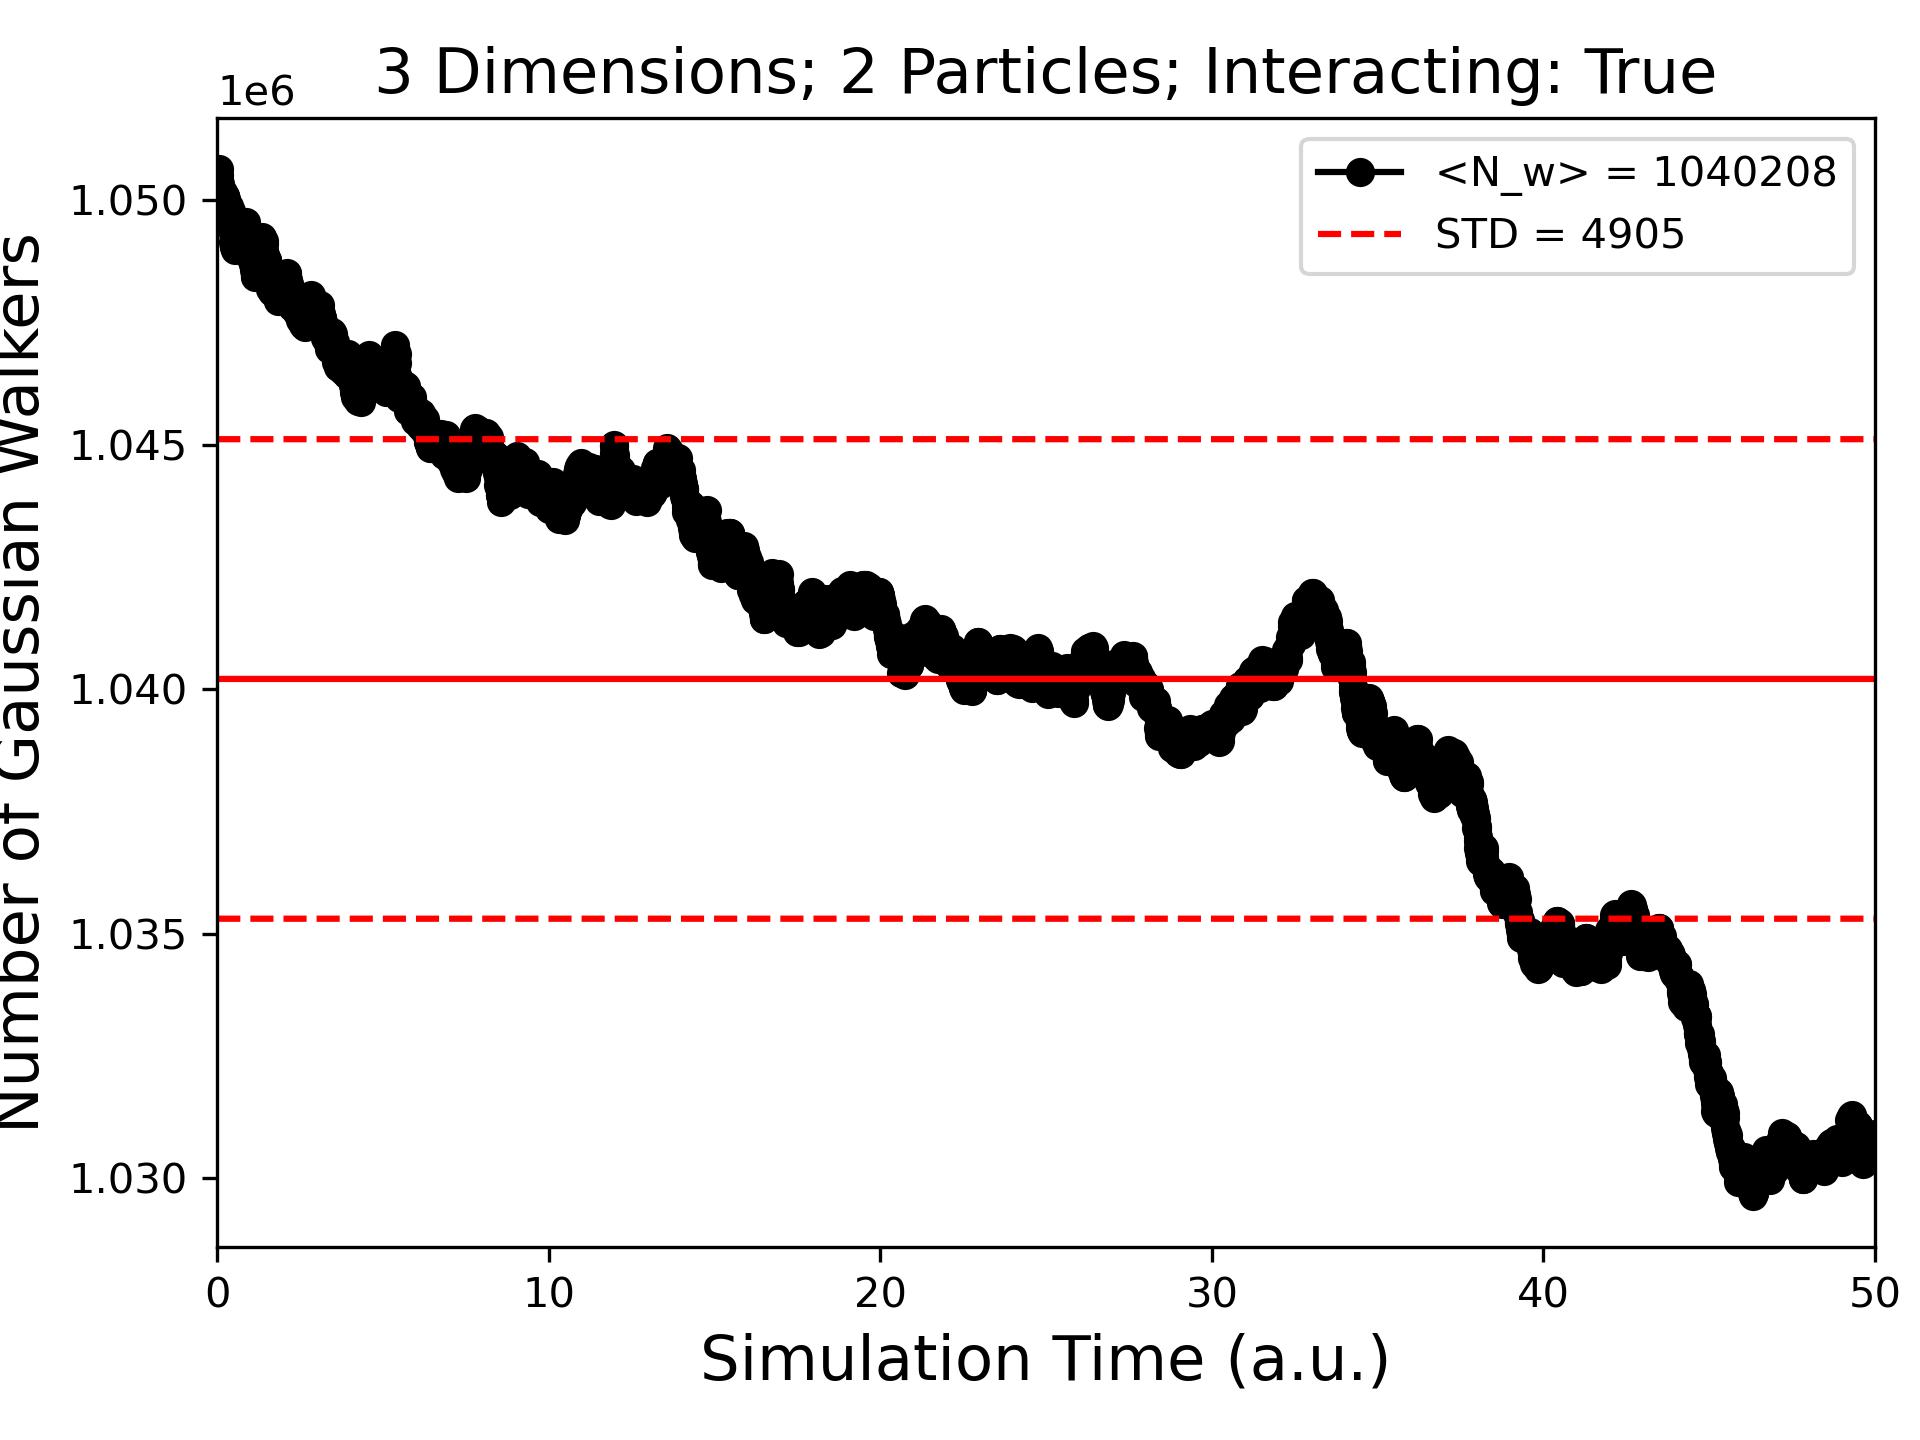 3 Dimensions; 2 Particles; Interacting: True
1e6
<N_w> = 1040208
STD = 4905
1.050
1.045
1.040
1.035
1.030
Number of Gaussian Walkers
0 10 20 30 40 50
Simulation Time (a.u.)